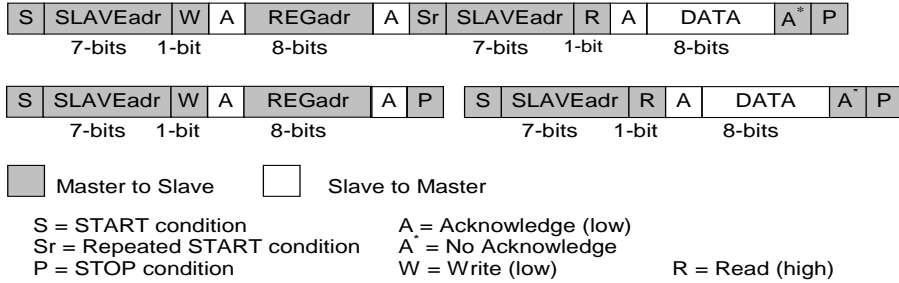 S SLAVEadr W A REGadr A Sr SLAVEadr R A DATA A* P
7-bits 1-bit 8-bits 7-bits 1-bit 8-bits
S SLAVEadr W A REGadr A P S SLAVEadr R A DATA A* P
7-bits 1-bit 8-bits 7-bits 1-bit 8-bits
Master to Slave Slave to Master
S = START condition A = Acknowledge (low)
Sr = Repeated START condition A* = No Acknowledge
P = STOP condition W = Write (low) R = Read (high)